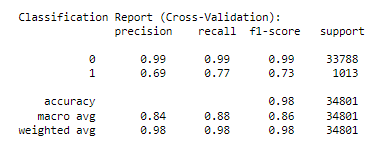 Classification Report (Cross-Validation):
precision recall f1-score support
0 0.99 0.99 0.99 33788
1 0.69 0.77 0.73 1013
accuracy 0.98 34801
macro avg 0.84 0.88 0.86 34801
weighted avg 0.98 0.98 0.98 34801